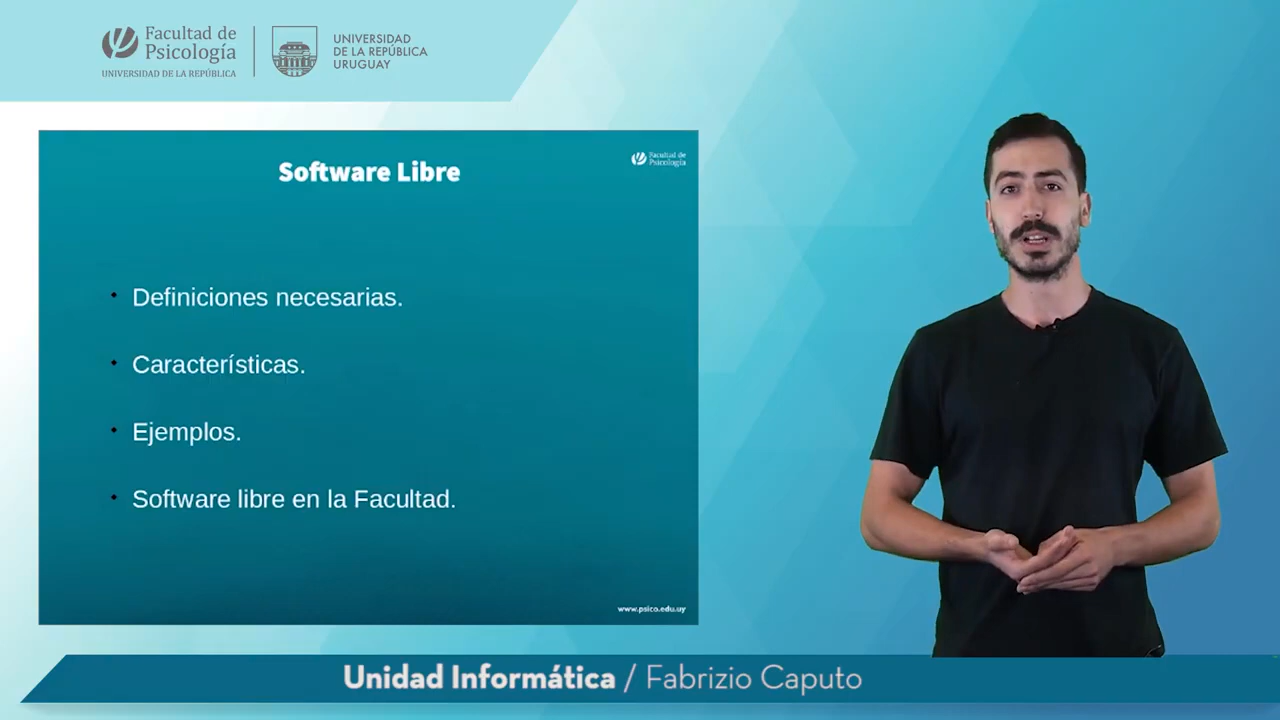 Facultad de
Psicología
UNIVERSIDAD DE LA REPÚBLICA
UNIVERSIDAD
DE LA REPÚBLICA
URUGUAY
Software Libre
Facultad de
Psicología
Definiciones necesarias.
Características.
Ejemplos.
Software libre en la Facultad.
www.psico.edu.uy
Unidad Informática / Fabrizio Caputo